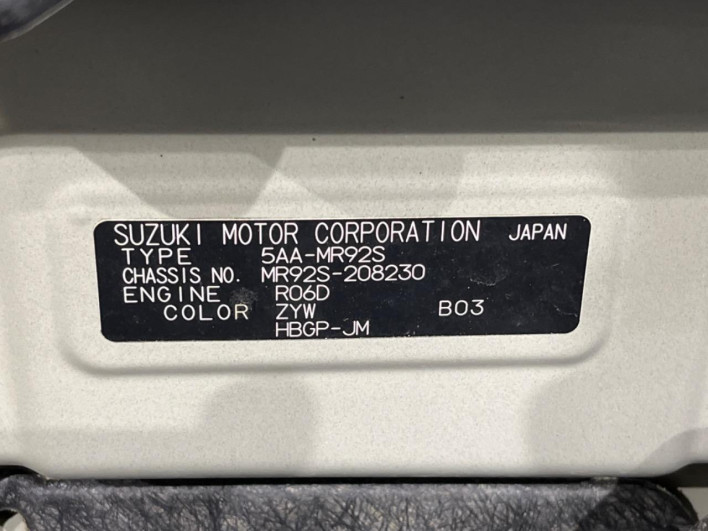 SUZUKI MOTOR CORPORATION JAPAN
TYPE 5AA-MR92S
CHASSIS NO. MR92S-208230
ENGINE R06D
COLOR ZYW B03
HBGP-JM